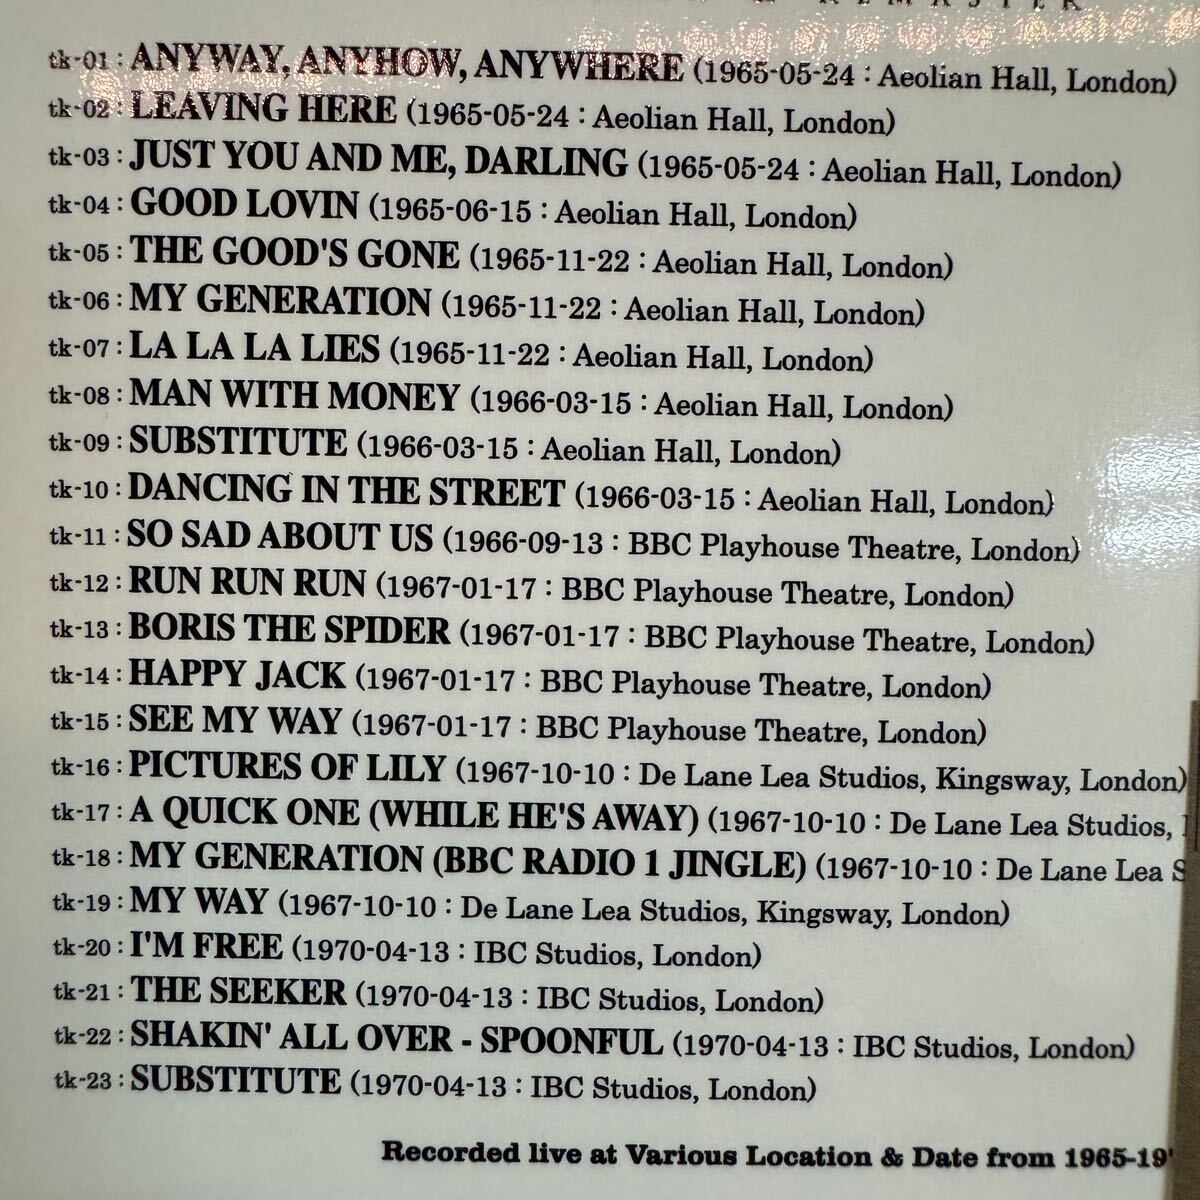 tk-01 : ANYWAY, ANYHOW, ANYWHERE (1965-05-24 : Aeolian Hall, London)
tk-02 : LEAVING HERE (1965-05-24 : Aeolian Hall, London)
tk-03 : JUST YOU AND ME, DARLING (1965-05-24 : Aeolian Hall, London)
tk-04 : GOOD LOVIN (1965-06-15 : Aeolian Hall, London)
tk-05 : THE GOOD'S GONE (1965-11-22 : Aeolian Hall, London)
tk-06 : MY GENERATION (1965-11-22 : Aeolian Hall, London)
tk-07 : LA LA LA LIES (1965-11-22 : Aeolian Hall, London)
tk-08 : MAN WITH MONEY (1966-03-15 : Aeolian Hall, London)
tk-09 : SUBSTITUTE (1966-03-15 : Aeolian Hall, London)
tk-10 : DANCING IN THE STREET (1966-03-15 : Aeolian Hall, London)
tk-11 : SO SAD ABOUT US (1966-09-13 : BBC Playhouse Theatre, London)
tk-12 : RUN RUN RUN (1967-01-17 : BBC Playhouse Theatre, London)
tk-13 : BORIS THE SPIDER (1967-01-17 : BBC Playhouse Theatre, London)
tk-14 : HAPPY JACK (1967-01-17 : BBC Playhouse Theatre, London)
tk-15 : SEE MY WAY (1967-01-17 : BBC Playhouse Theatre, London)
tk-16 : PICTURES OF LILY (1967-10-10 : De Lane Lea Studios, Kingsway, London)
tk-17 : A QUICK ONE (WHILE HE'S AWAY) (1967-10-10 : De Lane Lea Studios,
tk-18 : MY GENERATION (BBC RADIO 1 JINGLE) (1967-10-10 : De Lane Lea S
tk-19 : MY WAY (1967-10-10 : De Lane Lea Studios, Kingsway, London)
tk-20 : I'M FREE (1970-04-13 : IBC Studios, London)
tk-21 : THE SEEKER (1970-04-13 : IBC Studios, London)
tk-22 : SHAKIN' ALL OVER - SPOONFUL (1970-04-13 : IBC Studios, London)
tk-23 : SUBSTITUTE (1970-04-13 : IBC Studios, London)
Recorded live at Various Location & Date from 1965-19